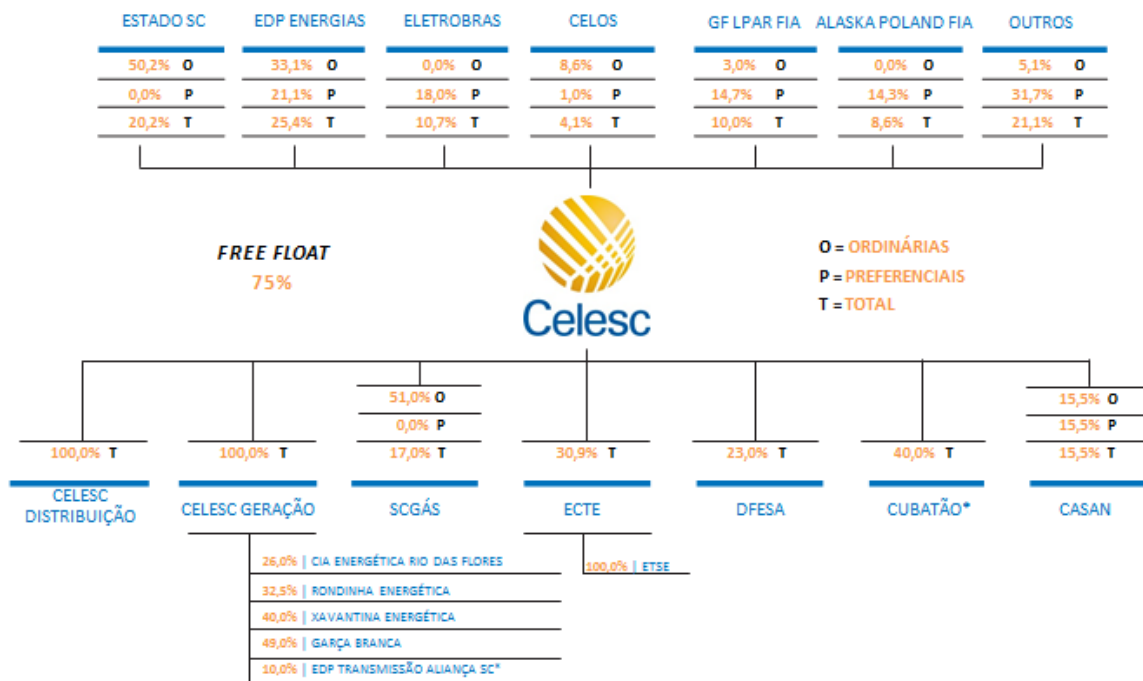 ESTADO SC EDP ENERGIAS ELETROBRAS CELOS GF LPAR FIA ALASKA POLAND FIA OUTROS
50,2% O 33,1% O 0,0% O 8,6% O 3,0% O 0,0% O 5,1% O
0,0% P 21,1% P 18,0% P 1,0% P 14,7% P 14,3% P 31,7% P
20,2% T 25,4% T 10,7% T 4,1% T 10,0% T 8,6% T 21,1% T
FREE FLOAT
75%
Celesc
O = ORDINÁRIAS
P = PREFERENCIAIS
T = TOTAL
51,0% O 15,5% O
0,0% P 15,5% P
100,0% T 100,0% T 17,0% T 30,9% T 23,0% T 40,0% T 15,5% T
CELESC
DISTRIBUIÇÃO
CELESC GERAÇÃO SCGÁS ECTE DFESA CUBATÃO* CASAN
26,0% | CIA ENERGÉTICA RIO DAS FLORES
32,5% | RONDINHA ENERGÉTICA
40,0% | XAVANTINA ENERGÉTICA
49,0% | GARÇA BRANCA
10,0% | EDP TRANSMISSÃO ALIANÇA SC*
100,0% | ETSE